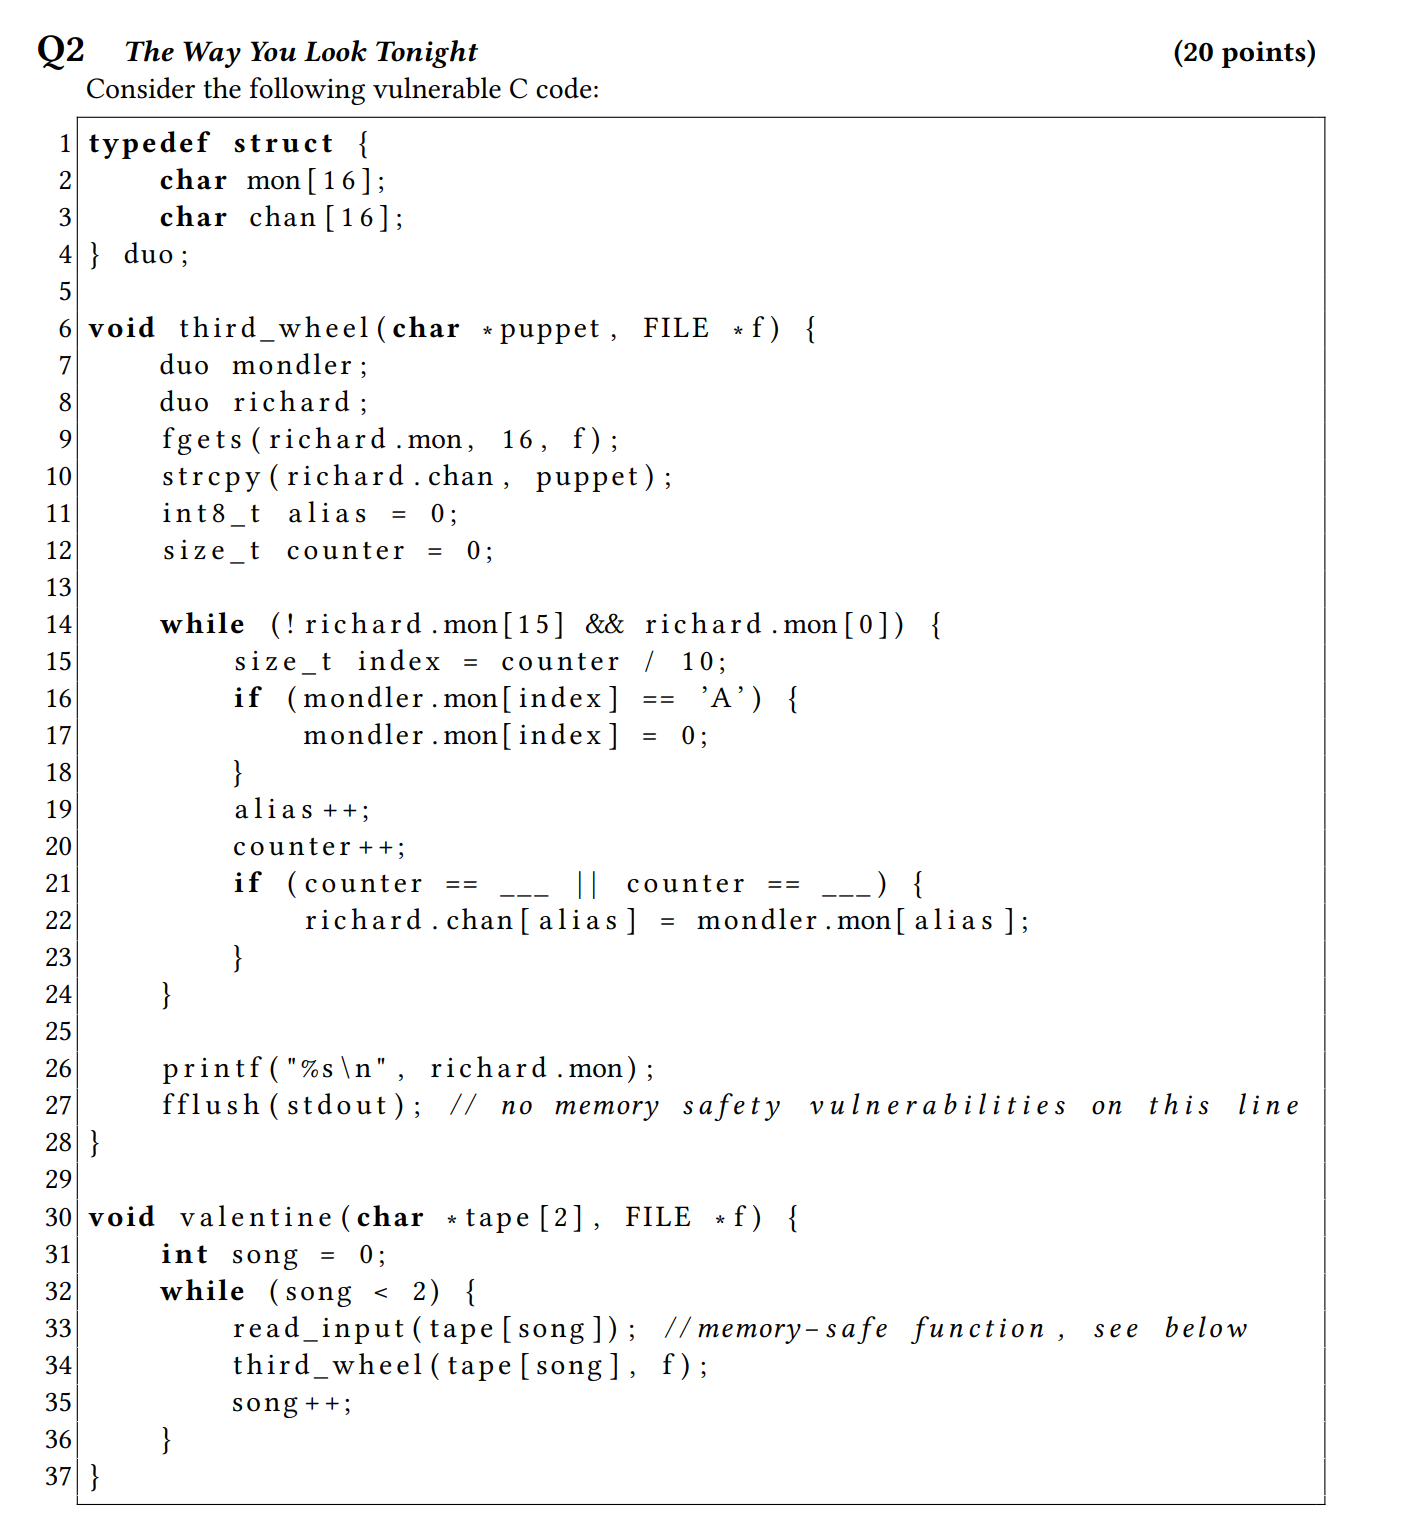 Q2 The Way You Look Tonight (20 points)
Consider the following vulnerable C code:
1 typedef struct {
2     char mon[16];
3     char chan[16];
4 } duo;
5
6 void third_wheel(char *puppet, FILE *f) {
7     duo mondler;
8     duo richard;
9     fgets(richard.mon, 16, f);
10     strcpy(richard.chan, puppet);
11     int8_t alias = 0;
12     size_t counter = 0;
13
14     while (!richard.mon[15] && richard.mon[0]) {
15         size_t index = counter / 10;
16         if (mondler.mon[index] == 'A') {
17             mondler.mon[index] = 0;
18         }
19         alias++;
20         counter++;
21         if (counter == ___ || counter == ___) {
22             richard.chan[alias] = mondler.mon[alias];
23         }
24     }
25
26     printf("%s\n", richard.mon);
27     fflush(stdout); // no memory safety vulnerabilities on this line
28 }
29
30 void valentine(char *tape[2], FILE *f) {
31     int song = 0;
32     while (song < 2) {
33         read_input(tape[song]); //memory-safe function, see below
34         third_wheel(tape[song], f);
35         song++;
36     }
37 }